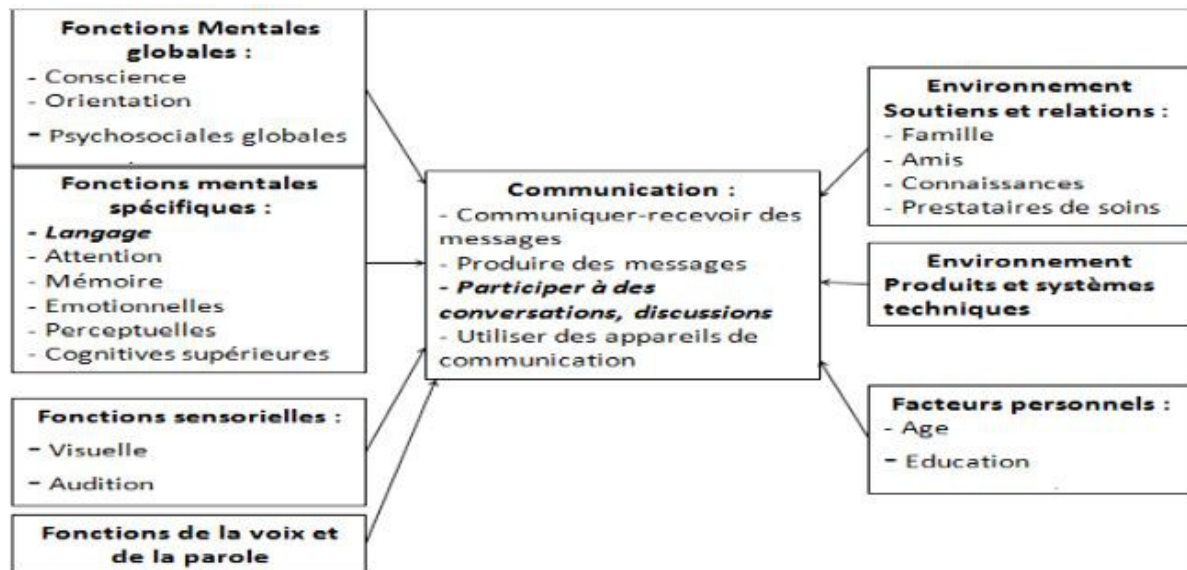 Fonctions Mentales
globales :
- Conscience
- Orientation
- Psychosociales globales
Fonctions mentales
spécifiques :
- Langage
- Attention
- Mémoire
- Emotionnelles
- Perceptuelles
- Cognitives supérieures
Fonctions sensorielles :
- Visuelle
- Audition
Fonctions de la voix et
de la parole
Communication :
- Communiquer-recevoir des
messages
- Produire des messages
- Participer à des
conversations, discussions
- Utiliser des appareils de
communication
Environnement
Soutiens et relations :
- Famille
- Amis
- Connaissances
- Prestataires de soins
Environnement
Produits et systèmes
techniques
Facteurs personnels :
- Age
- Education